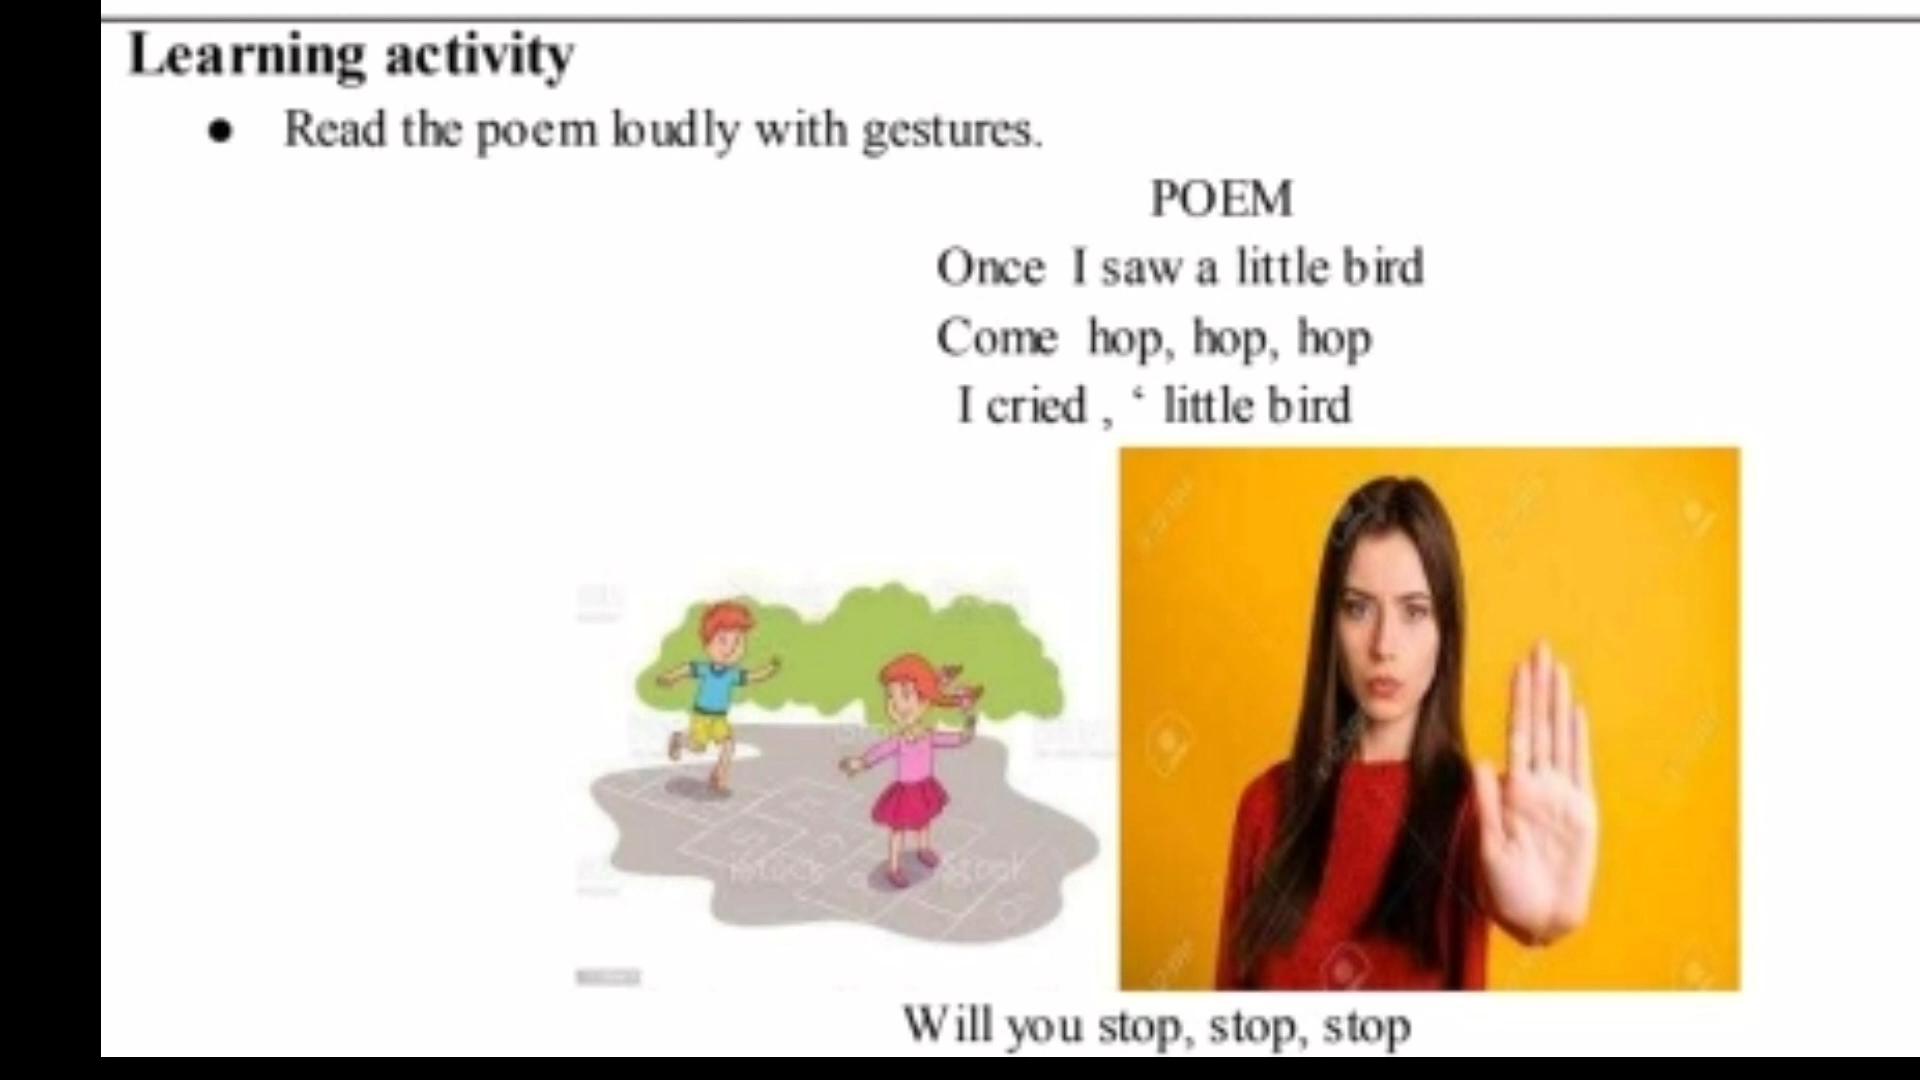 Learning activity
● Read the poem loudly with gestures.
POEM
Once I saw a little bird
Come hop, hop, hop
I cried , ‘ little bird
iStock
Will you stop, stop, stop